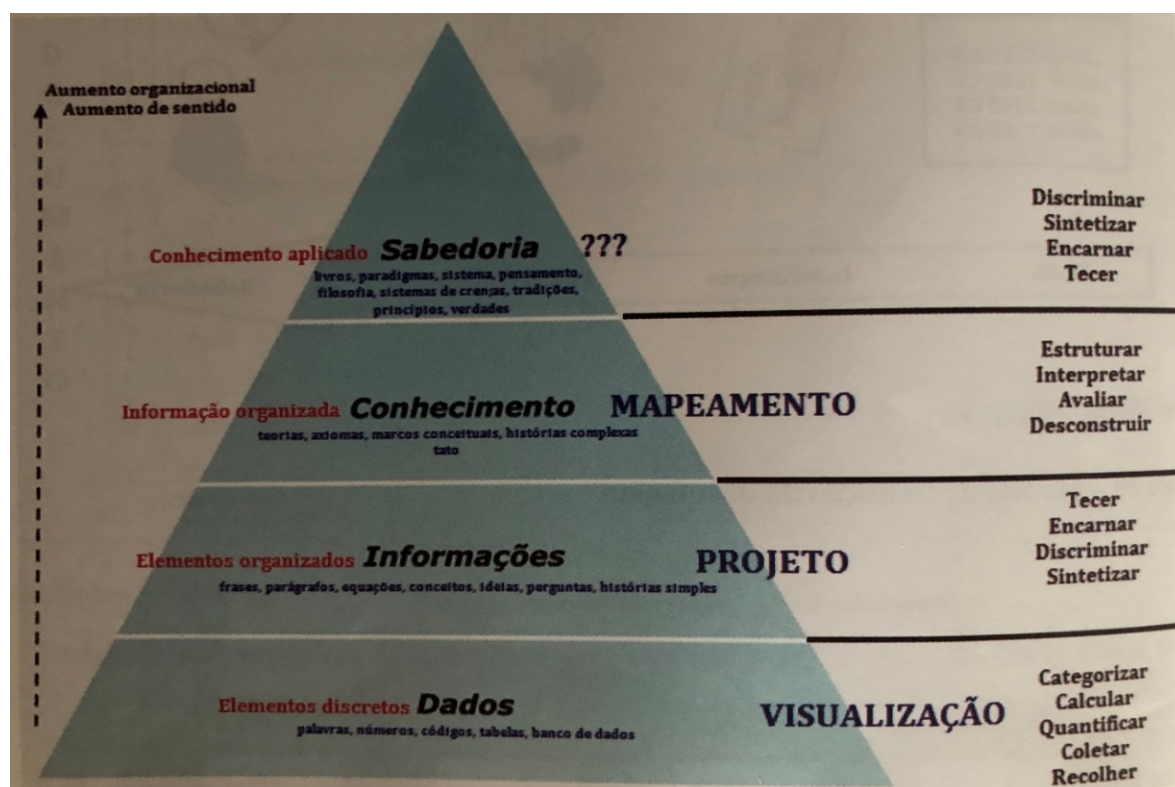 Aumento organizacional
Aumento de sentido
Conhecimento aplicado Sabedoria ???
livros, paradigmas, sistema, pensamento,
filosofia, sistemas de crenças, tradições,
princípios, verdades
Discriminar
Sintetizar
Encarnar
Tecer
Informação organizada Conhecimento MAPEAMENTO
teorias, axiomas, marcos conceituais, histórias complexas
tato
Estruturar
Interpretar
Avaliar
Desconstruir
Elementos organizados Informações PROJETO
frases, parágrafos, equações, conceitos, ideias, perguntas, histórias simples
Tecer
Encarnar
Discriminar
Sintetizar
Elementos discretos Dados VISUALIZAÇÃO
palavras, números, códigos, tabelas, banco de dados
Categorizar
Calcular
Quantificar
Coletar
Recolher